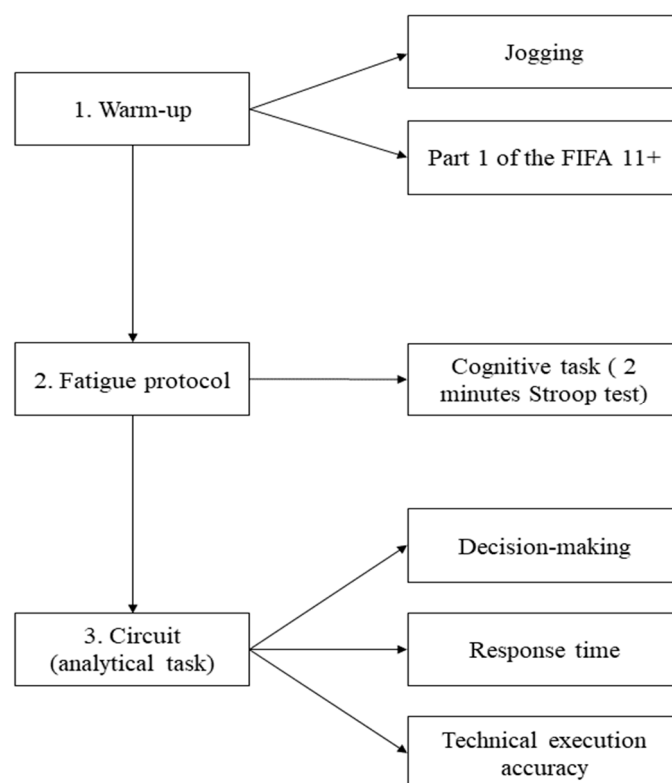 Jogging
1. Warm-up
Part 1 of the FIFA 11+
2. Fatigue protocol
Cognitive task ( 2
minutes Stroop test)
Decision-making
3. Circuit
(analytical task)
Response time
Technical execution
accuracy